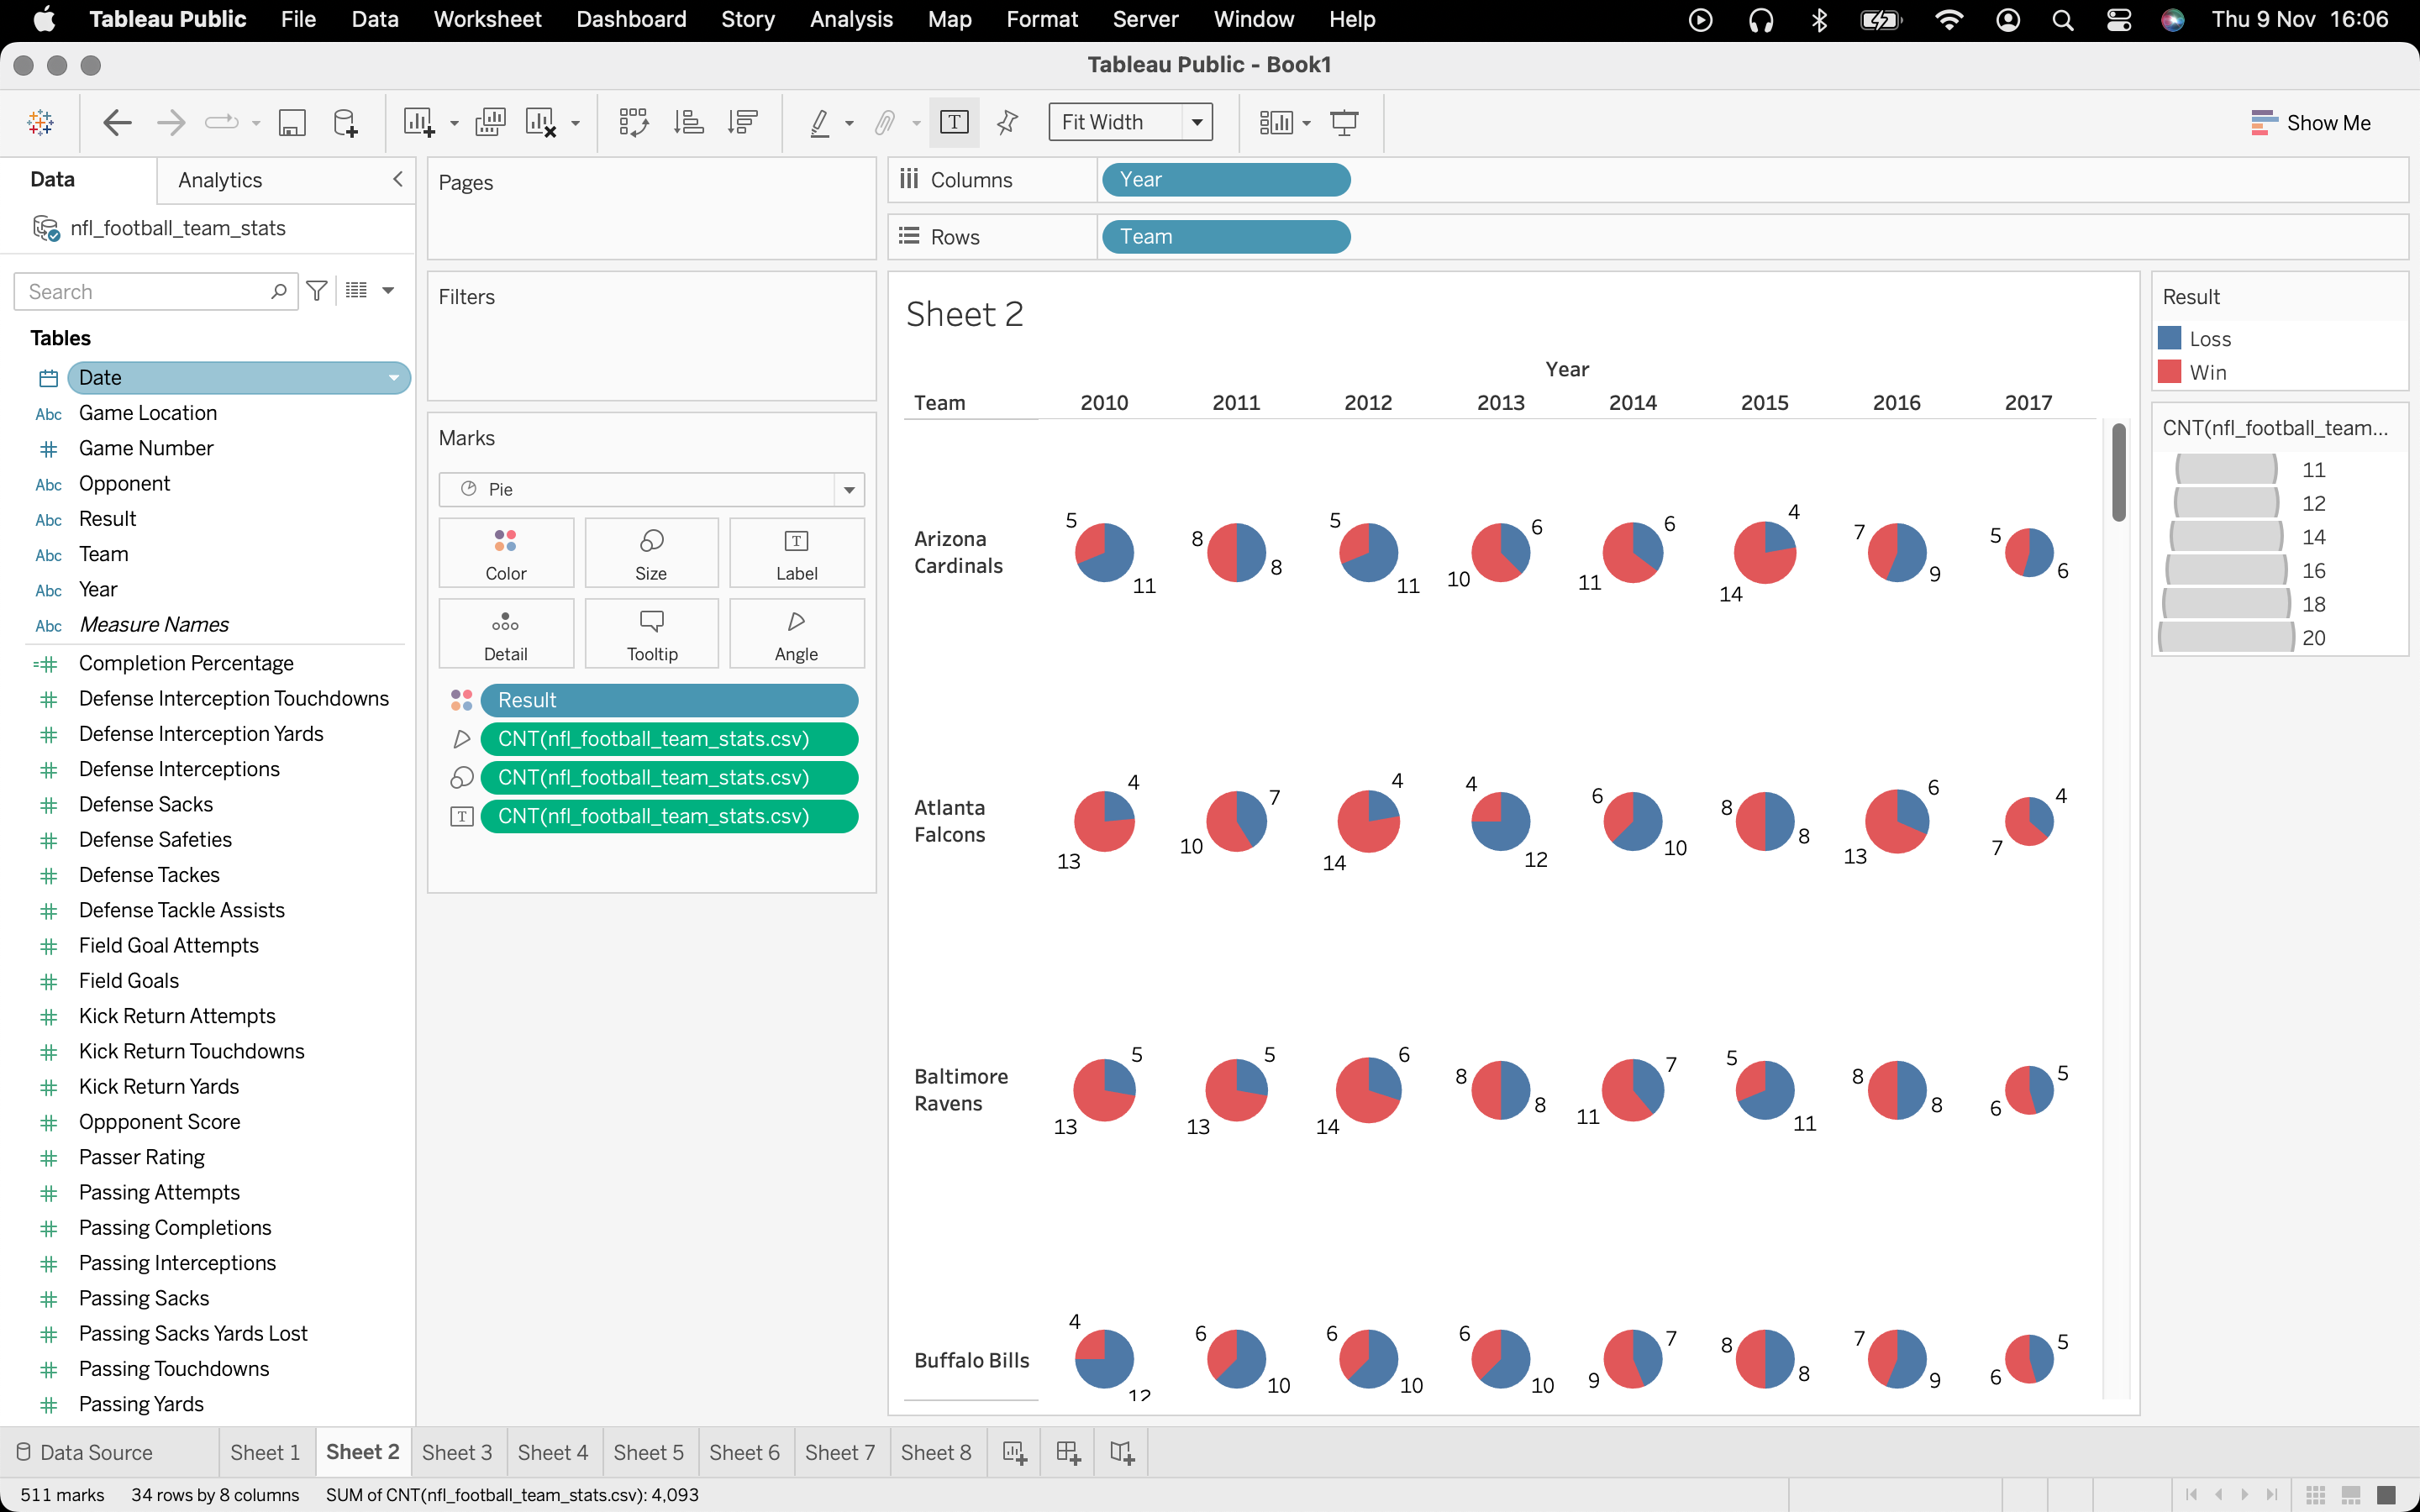 Tableau Public File Data Worksheet Dashboard Story Analysis Map Format Server Window Help Thu 9 Nov 16:06
Tableau Public - Book1
T Fit Width Show Me
Data Analytics
nfl_football_team_stats
Search
Tables
Date
Abc Game Location
Game Number
Abc Opponent
Abc Result
Abc Team
Abc Year
Abc Measure Names
Completion Percentage
Defense Interception Touchdowns
Defense Interception Yards
Defense Interceptions
Defense Sacks
Defense Safeties
Defense Tackes
Defense Tackle Assists
Field Goal Attempts
Field Goals
Kick Return Attempts
Kick Return Touchdowns
Kick Return Yards
Oppponent Score
Passer Rating
Passing Attempts
Passing Completions
Passing Interceptions
Passing Sacks
Passing Sacks Yards Lost
Passing Touchdowns
Passing Yards
Pages
Filters
Marks
Pie
Color Size Label
Detail Tooltip Angle
Result
CNT(nfl_football_team_stats.csv)
CNT(nfl_football_team_stats.csv)
CNT(nfl_football_team_stats.csv)
Columns Year
Rows Team
Sheet 2
Year
Team 2010 2011 2012 2013 2014 2015 2016 2017
Arizona
Cardinals
5 11 8 8 5 11 6 10 6 11 4 14 7 9 5 6
Atlanta
Falcons
4 13 7 10 4 14 4 12 6 10 8 8 6 13 4 7
Baltimore
Ravens
5 13 5 13 6 14 8 8 7 11 5 11 8 8 5 6
Buffalo Bills
4 12 6 10 6 10 6 10 7 9 8 8 7 9 5 6
Result
Loss
Win
CNT(nfl_football_team...
11
12
14
16
18
20
Data Source Sheet 1 Sheet 2 Sheet 3 Sheet 4 Sheet 5 Sheet 6 Sheet 7 Sheet 8
511 marks 34 rows by 8 columns SUM of CNT(nfl_football_team_stats.csv): 4,093